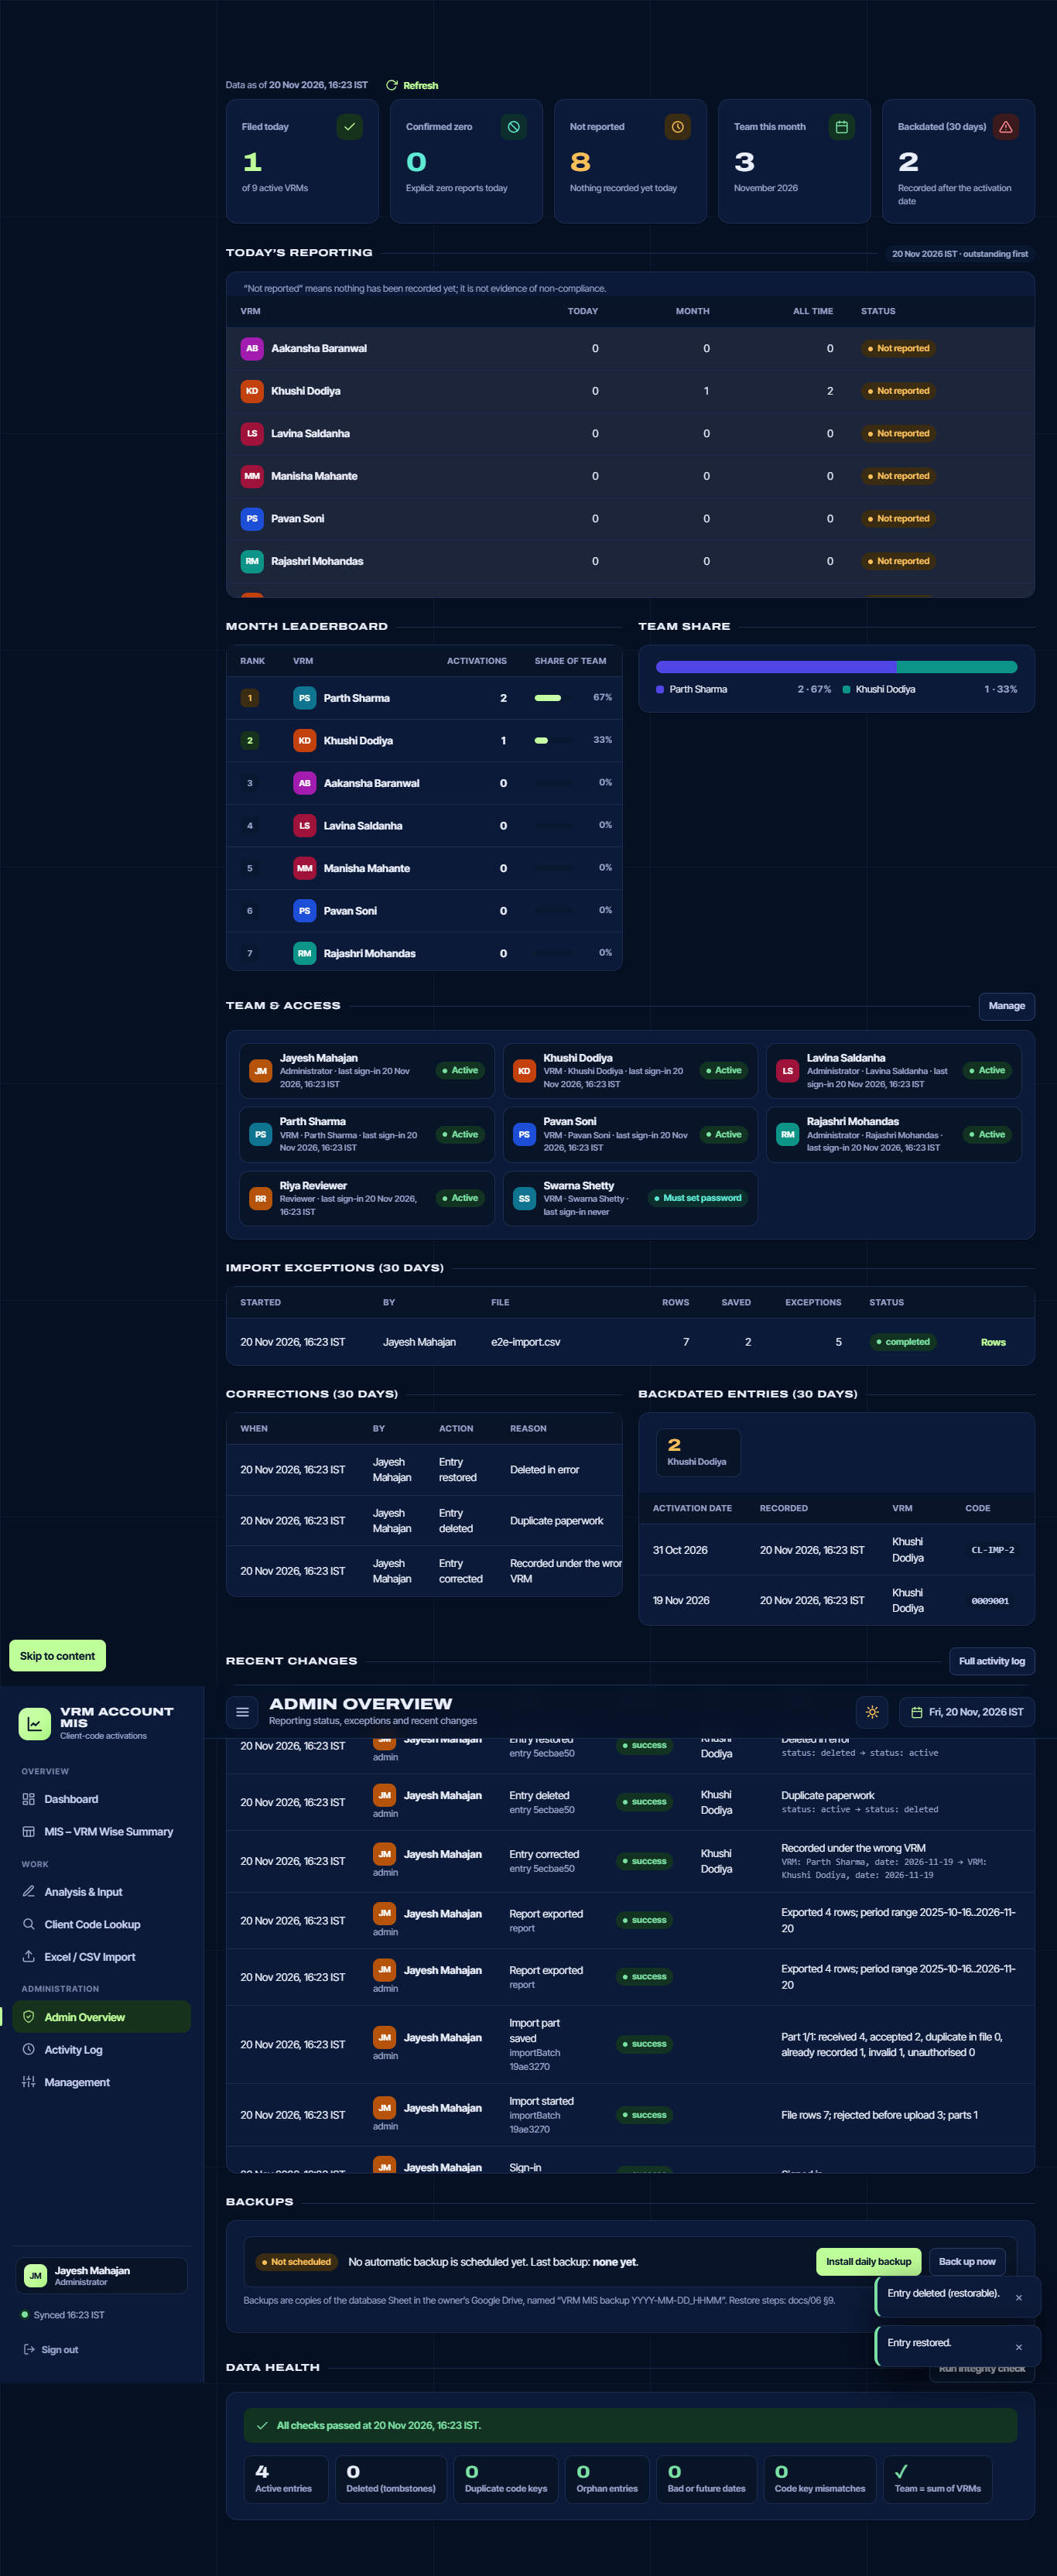 Data as of 20 Nov 2026, 16:23 IST
Refresh
Filed today
1
of 9 active VRMs
Confirmed zero
0
Explicit zero reports today
Not reported
8
Nothing recorded yet today
Team this month
3
November 2026
Backdated (30 days)
2
Recorded after the activation
date
TODAY'S REPORTING
20 Nov 2026 IST · outstanding first
“Not reported” means nothing has been recorded yet; it is not evidence of non-compliance.
VRM TODAY MONTH ALL TIME STATUS
AB Aakansha Baranwal 0 0 0 Not reported
KD Khushi Dodiya 0 1 2 Not reported
LS Lavina Saldanha 0 0 0 Not reported
MM Manisha Mahante 0 0 0 Not reported
PS Pavan Soni 0 0 0 Not reported
RM Rajashri Mohandas 0 0 0 Not reported
MONTH LEADERBOARD
RANK VRM ACTIVATIONS SHARE OF TEAM
1 PS Parth Sharma 2 67%
2 KD Khushi Dodiya 1 33%
3 AB Aakansha Baranwal 0 0%
4 LS Lavina Saldanha 0 0%
5 MM Manisha Mahante 0 0%
6 PS Pavan Soni 0 0%
7 RM Rajashri Mohandas 0 0%
TEAM SHARE
Parth Sharma 2 · 67% Khushi Dodiya 1 · 33%
TEAM & ACCESS
Manage
JM Jayesh Mahajan
Administrator · last sign-in 20 Nov
2026, 16:23 IST
Active
KD Khushi Dodiya
VRM · Khushi Dodiya · last sign-in 20
Nov 2026, 16:23 IST
Active
LS Lavina Saldanha
Administrator · Lavina Saldanha · last
sign-in 20 Nov 2026, 16:23 IST
Active
PS Parth Sharma
VRM · Parth Sharma · last sign-in 20
Nov 2026, 16:23 IST
Active
PS Pavan Soni
VRM · Pavan Soni · last sign-in 20 Nov
2026, 16:23 IST
Active
RM Rajashri Mohandas
Administrator · Rajashri Mohandas ·
last sign-in 20 Nov 2026, 16:23 IST
Active
RR Riya Reviewer
Reviewer · last sign-in 20 Nov 2026,
16:23 IST
Active
SS Swarna Shetty
VRM · Swarna Shetty ·
last sign-in never
Must set password
IMPORT EXCEPTIONS (30 DAYS)
STARTED BY FILE ROWS SAVED EXCEPTIONS STATUS
20 Nov 2026, 16:23 IST Jayesh Mahajan e2e-import.csv 7 2 5 completed Rows
CORRECTIONS (30 DAYS)
WHEN BY ACTION REASON
20 Nov 2026, 16:23 IST Jayesh Mahajan Entry restored Deleted in error
20 Nov 2026, 16:23 IST Jayesh Mahajan Entry deleted Duplicate paperwork
20 Nov 2026, 16:23 IST Jayesh Mahajan Entry corrected Recorded under the wron
VRM
BACKDATED ENTRIES (30 DAYS)
2
Khushi Dodiya
ACTIVATION DATE RECORDED VRM CODE
31 Oct 2026 20 Nov 2026, 16:23 IST Khushi Dodiya CL-IMP-2
19 Nov 2026 20 Nov 2026, 16:23 IST Khushi Dodiya 0009001
Skip to content
RECENT CHANGES
Full activity log
VRM ACCOUNT
MIS
Client-code activations
OVERVIEW
Dashboard
MIS – VRM Wise Summary
WORK
Analysis & Input
Client Code Lookup
Excel / CSV Import
ADMINISTRATION
Admin Overview
Activity Log
Management
JM Jayesh Mahajan
Administrator
Synced 16:23 IST
Sign out
ADMIN OVERVIEW
Reporting status, exceptions and recent changes
Fri, 20 Nov, 2026 IST
20 Nov 2026, 16:23 IST JM Jayesh Mahajan Entry restored success Khushi Deleted in error
admin entry 5ecbae50 Dodiya status: deleted → status: active
20 Nov 2026, 16:23 IST JM Jayesh Mahajan Entry deleted success Khushi Duplicate paperwork
admin entry 5ecbae50 Dodiya status: active → status: deleted
20 Nov 2026, 16:23 IST JM Jayesh Mahajan Entry corrected success Khushi Recorded under the wrong VRM
admin entry 5ecbae50 Dodiya VRM: Parth Sharma, date: 2026-11-19 → VRM:
Khushi Dodiya, date: 2026-11-19
20 Nov 2026, 16:23 IST JM Jayesh Mahajan Report exported success Exported 4 rows; period range 2025-10-16..2026-11-
admin report 20
20 Nov 2026, 16:23 IST JM Jayesh Mahajan Report exported success Exported 4 rows; period range 2025-10-16..2026-11-
admin report 20
20 Nov 2026, 16:23 IST JM Jayesh Mahajan Import part saved success Part 1/1: received 4, accepted 2, duplicate in file 0,
admin importBatch 19ae3270 already recorded 1, invalid 1, unauthorised 0
20 Nov 2026, 16:23 IST JM Jayesh Mahajan Import started success File rows 7; rejected before upload 3; parts 1
admin importBatch 19ae3270
JM Jayesh Mahajan Sign-in
BACKUPS
Not scheduled No automatic backup is scheduled yet. Last backup: none yet.
Install daily backup
Back up now
Backups are copies of the database Sheet in the owner's Google Drive, named “VRM MIS backup YYYY-MM-DD_HHMM”. Restore steps: docs/06 §9.
Entry deleted (restorable). ×
Entry restored. ×
DATA HEALTH
Run integrity check
All checks passed at 20 Nov 2026, 16:23 IST.
4
Active entries
0
Deleted (tombstones)
0
Duplicate code keys
0
Orphan entries
0
Bad or future dates
0
Code key mismatches
✓
Team = sum of VRMs